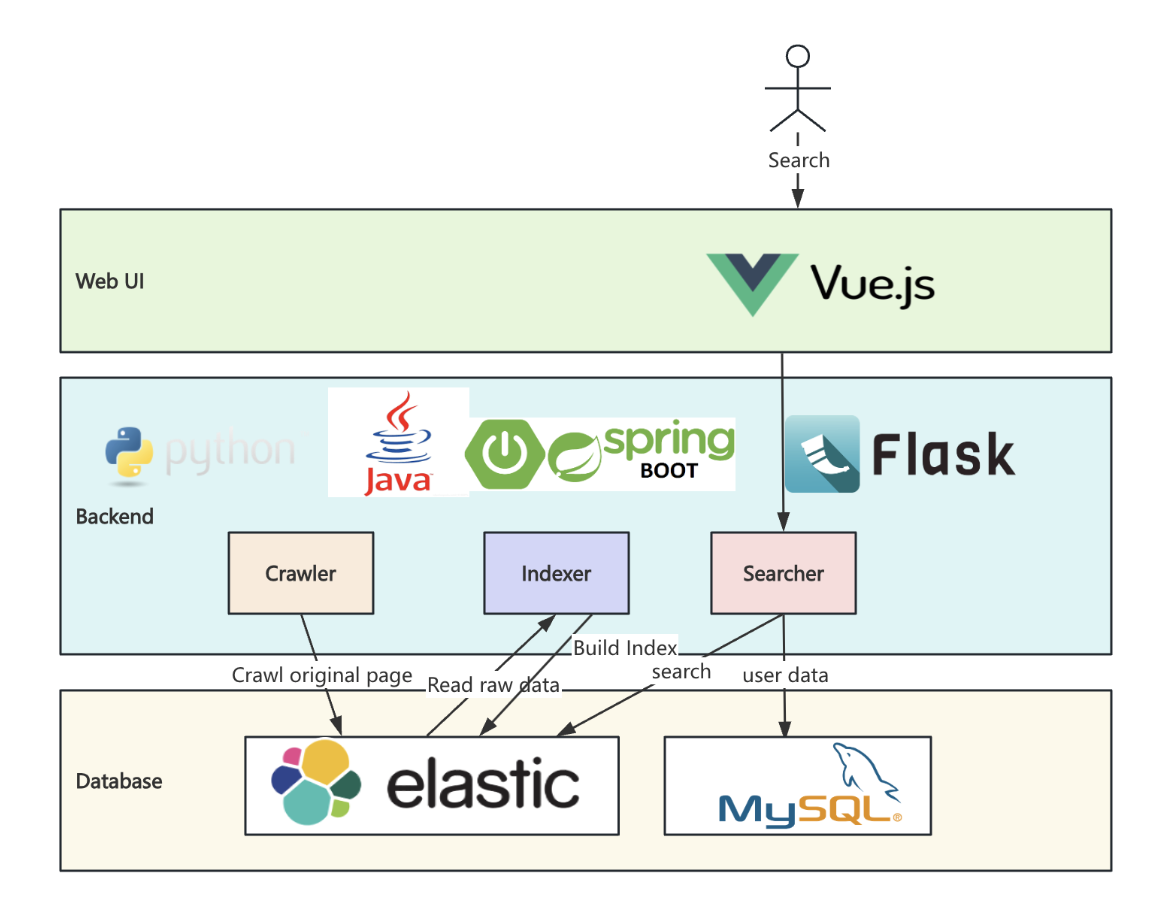 Search
Web UI
Vue.js
python
Java
spring
BOOT
Flask
Backend
Crawler
Indexer
Searcher
Build Index
search
Crawl original page
Read raw data
user data
Database
elastic
MySQL®